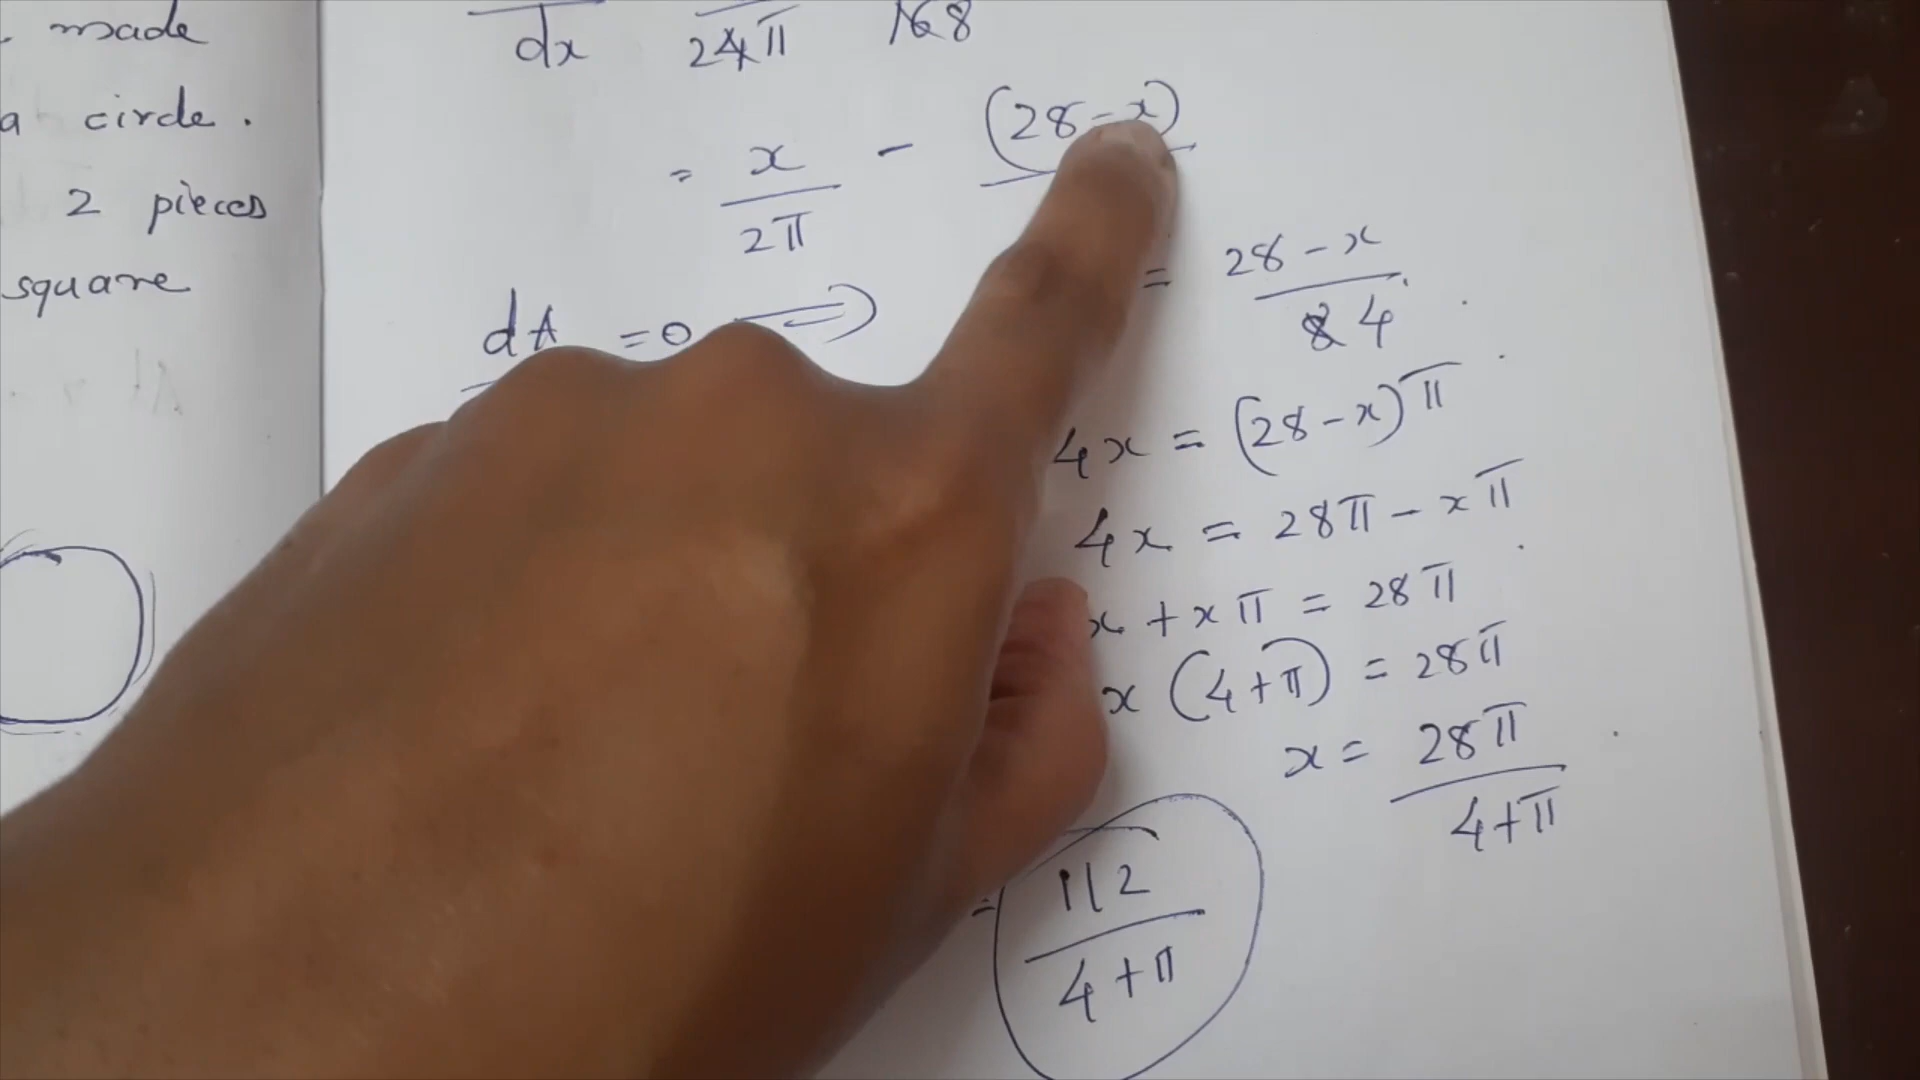 made
a circle.
2 pieces
square
dx 24π 168
= x/2π - (28-x)
dA = 0 ⟹
= 28-x/84
4x = (28-x)π
4x = 28π - xπ
x + xπ = 28π
x (4+π) = 28π
x = 28π/4+π
= 112/4+π